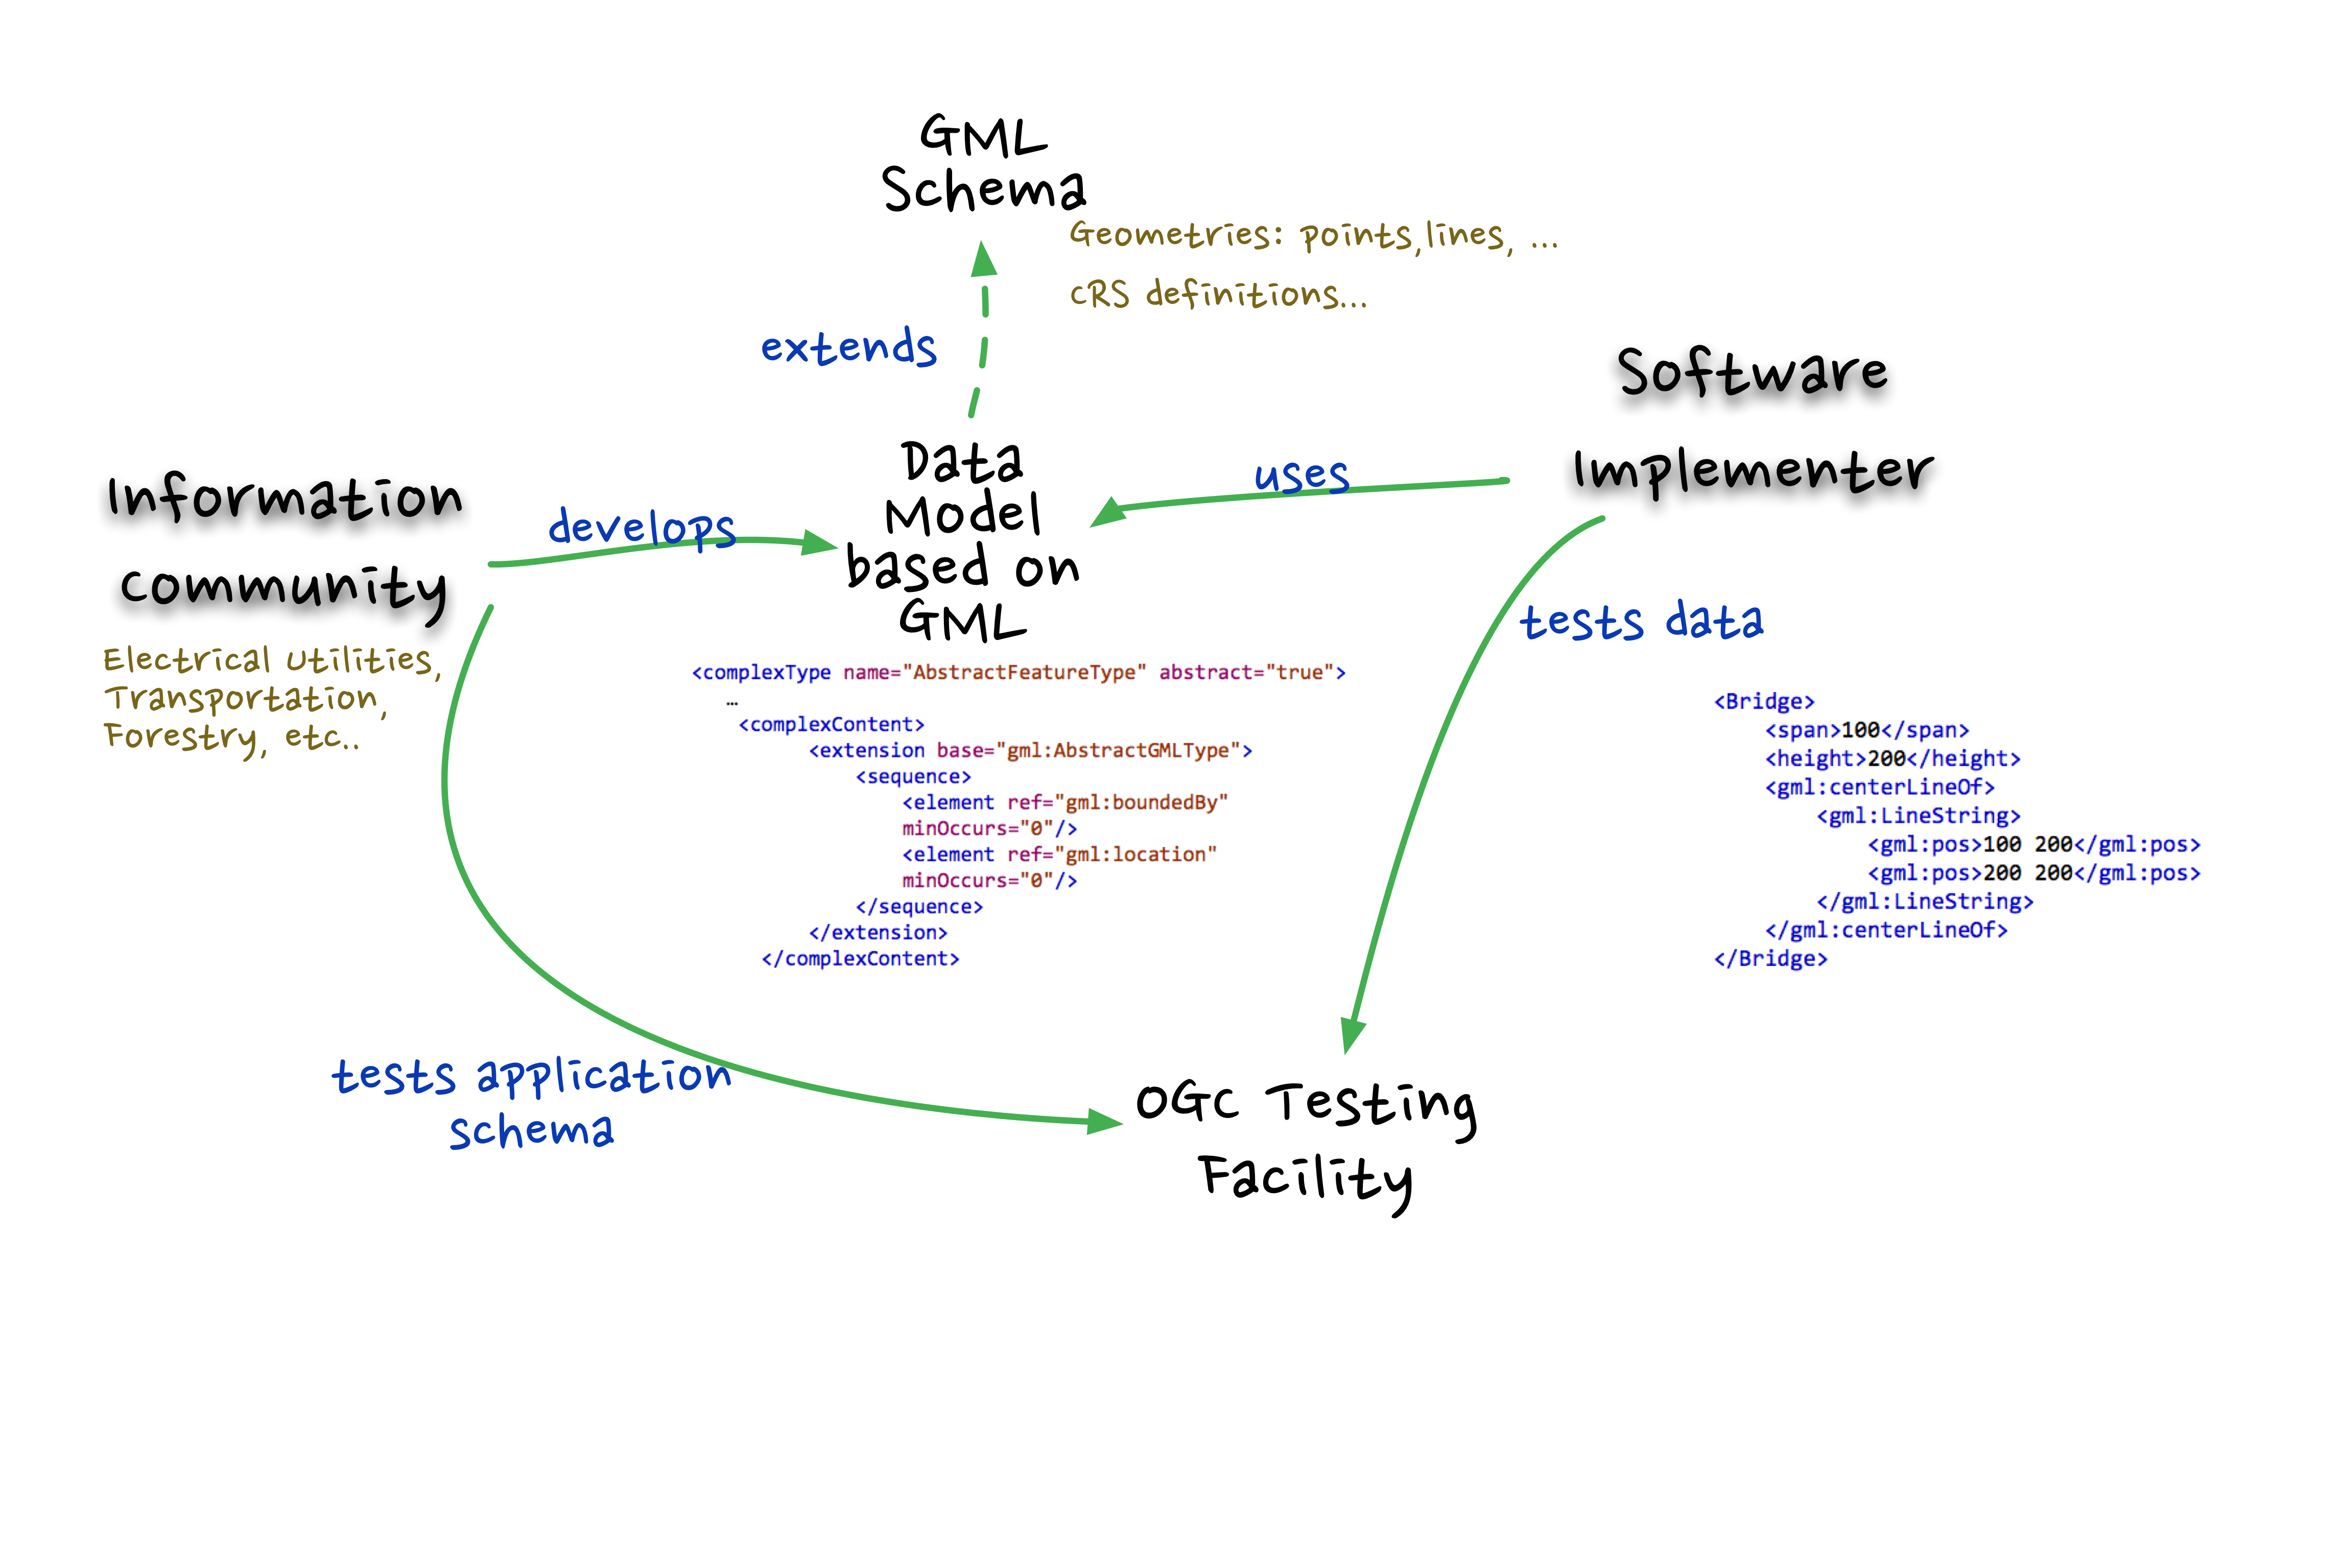 GML
Schema
Geometries: points,lines, ...
CRS definitions...
extends
Software
Implementer
Data
Model
based on
GML
uses
Information
community
develops
Electrical Utilities,
Transportation,
Forestry, etc..
tests data
<complexType name="AbstractFeatureType" abstract="true">
...
<complexContent>
<extension base="gml:AbstractGMLType">
<sequence>
<element ref="gml:boundedBy"
minOccurs="0"/>
<element ref="gml:location"
minOccurs="0"/>
</sequence>
</extension>
</complexContent>
<Bridge>
<span>100</span>
<height>200</height>
<gml:centerLineOf>
<gml:LineString>
<gml:pos>100 200</gml:pos>
<gml:pos>200 200</gml:pos>
</gml:LineString>
</gml:centerLineOf>
</Bridge>
tests application
schema
OGC Testing
Facility